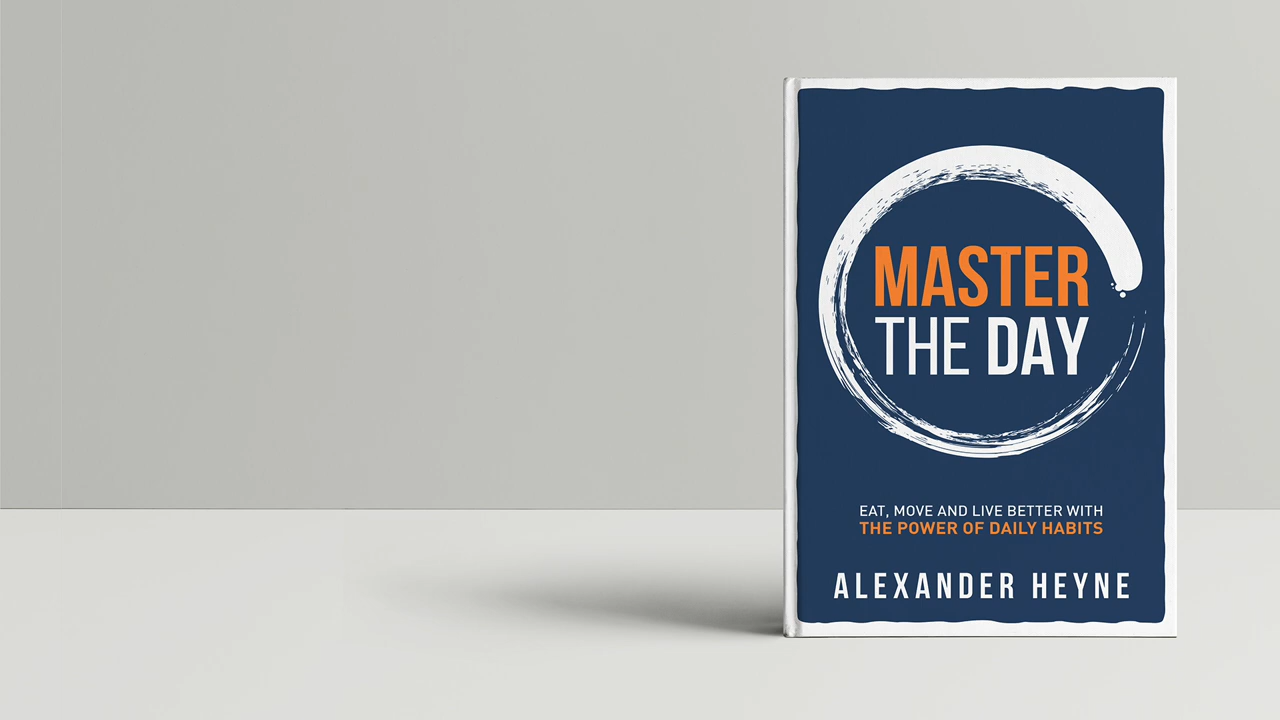 MASTER
THE DAY
EAT, MOVE AND LIVE BETTER WITH
THE POWER OF DAILY HABITS
ALEXANDER HEYNE